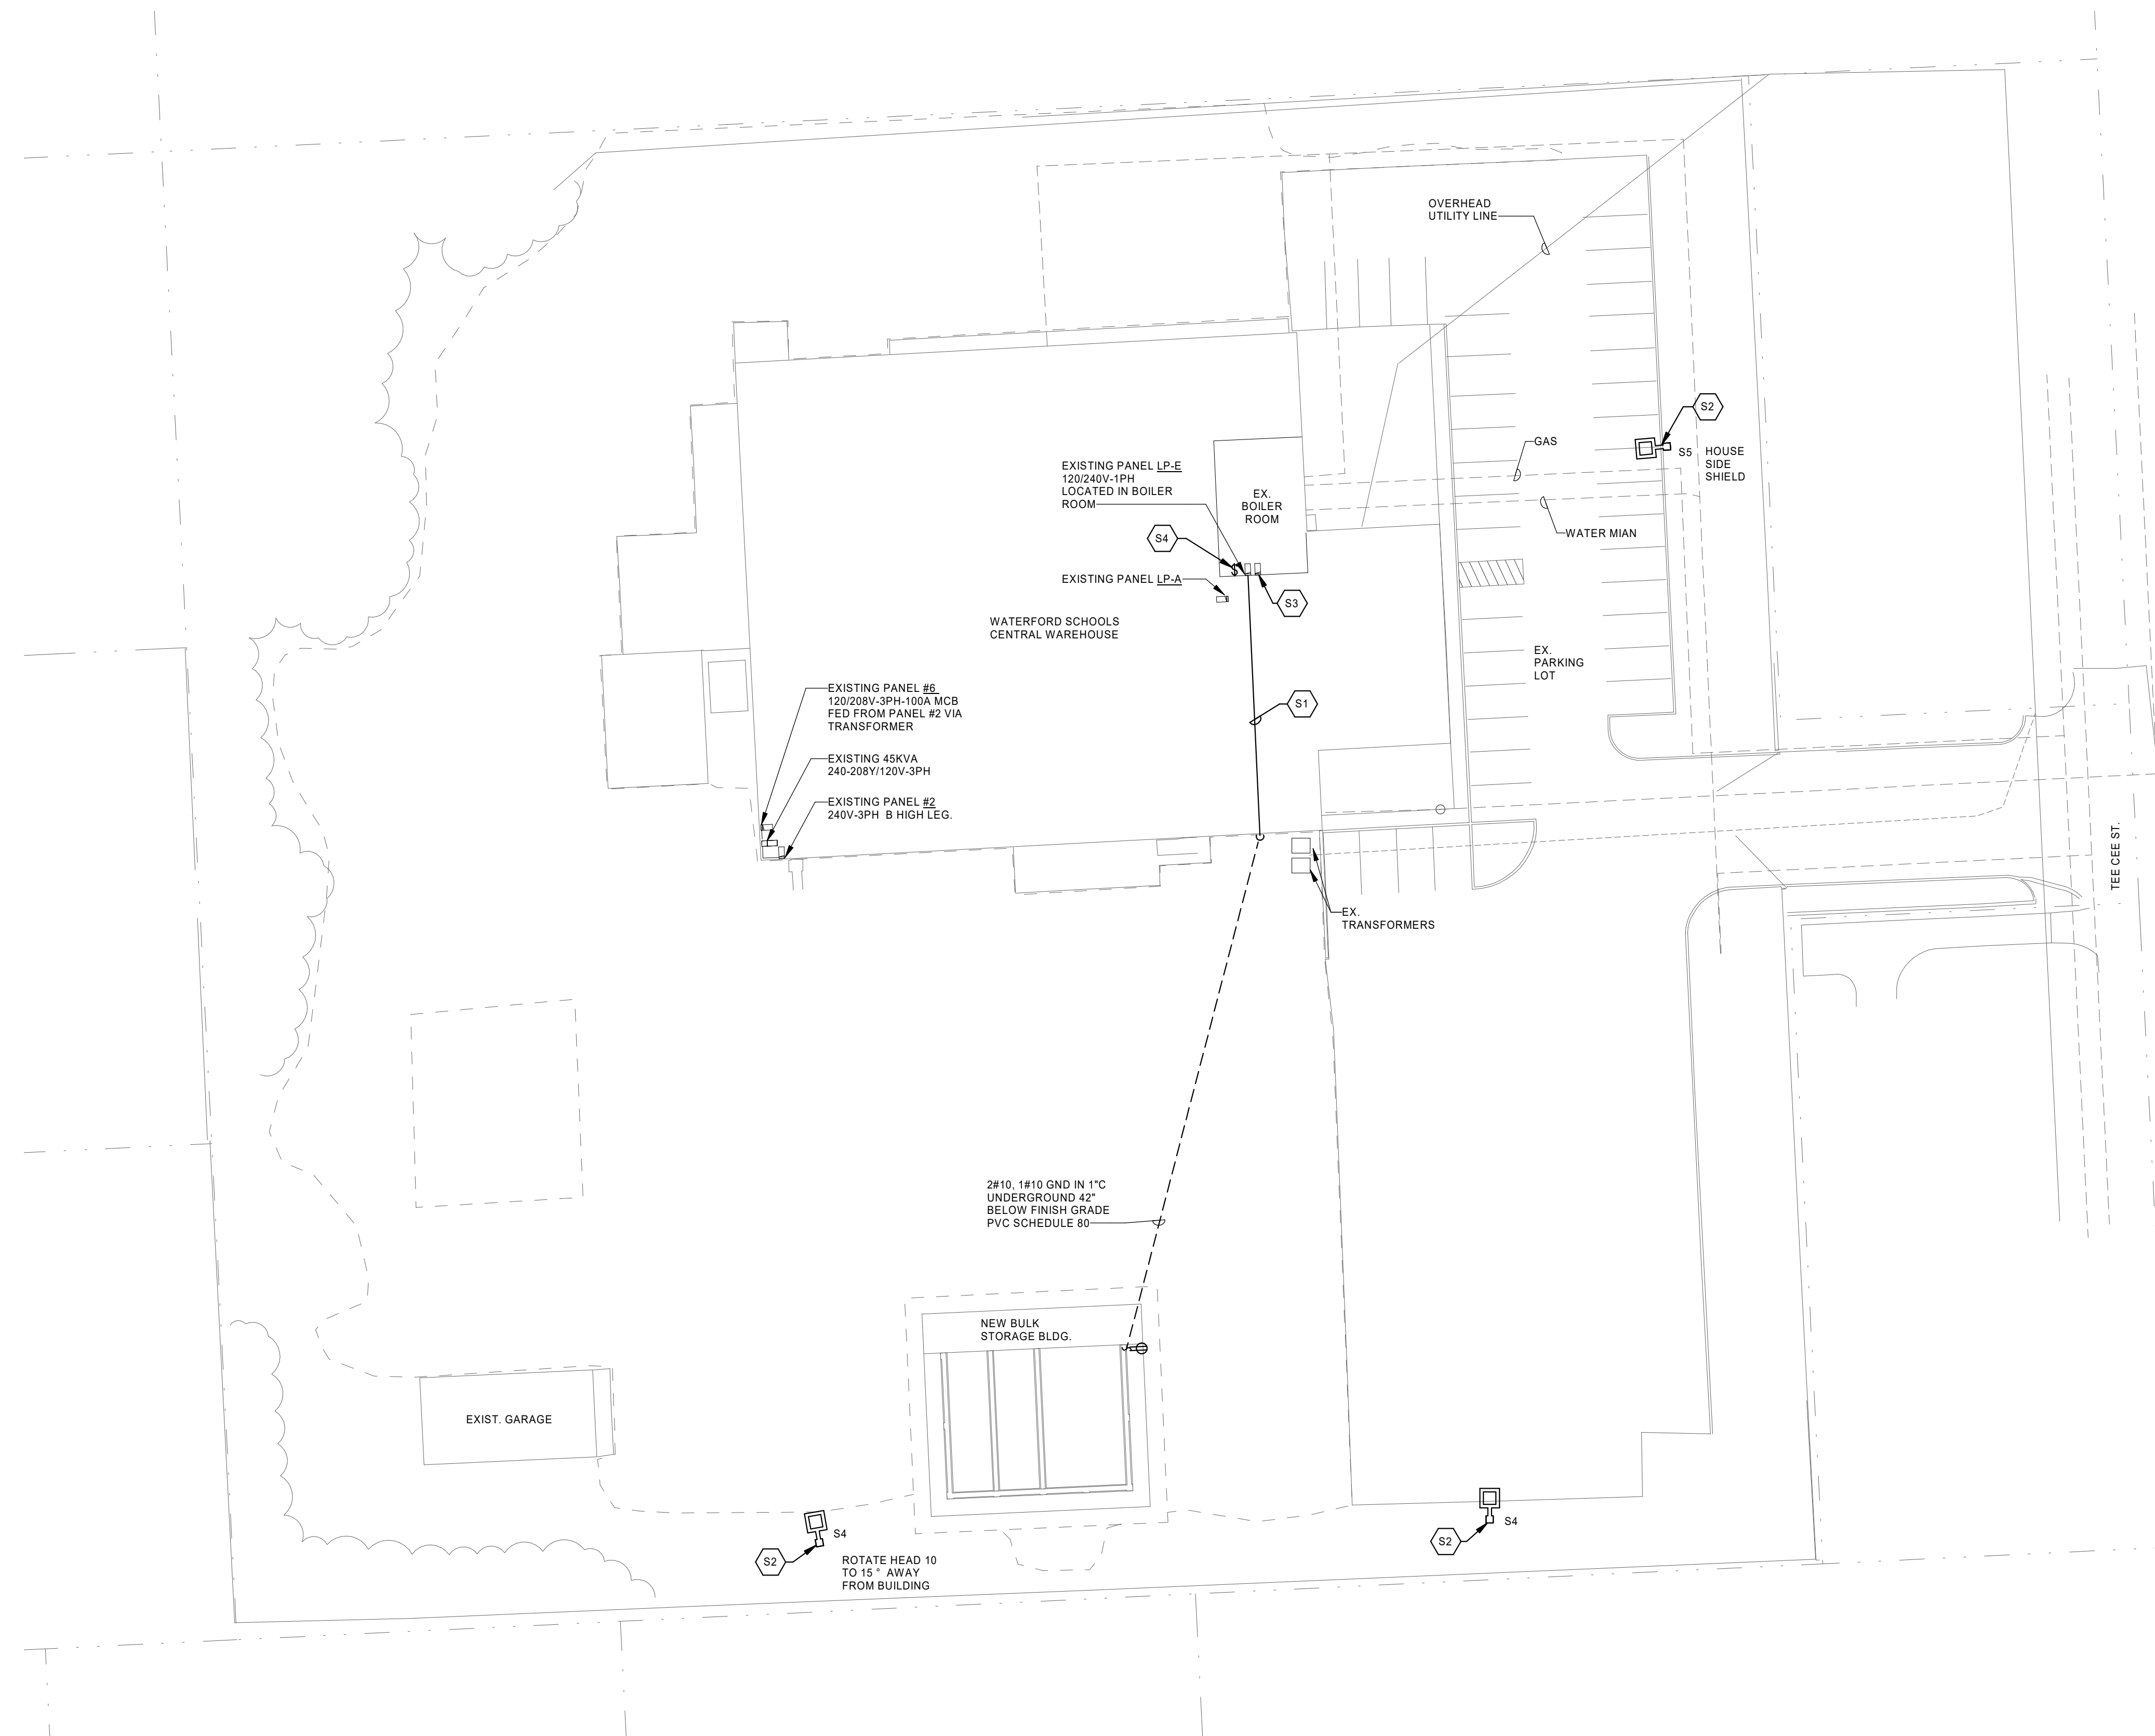 OVERHEAD
UTILITY LINE
S2
S5
HOUSE
SIDE
SHIELD
GAS
WATER MIAN
EXISTING PANEL LP-E
120/240V-1PH
LOCATED IN BOILER
ROOM
EX.
BOILER
ROOM
S4
$
EXISTING PANEL LP-A
S3
WATERFORD SCHOOLS
CENTRAL WAREHOUSE
EX.
PARKING
LOT
S1
EXISTING PANEL #6
120/208V-3PH-100A MCB
FED FROM PANEL #2 VIA
TRANSFORMER
EXISTING 45KVA
240-208Y/120V-3PH
EXISTING PANEL #2
240V-3PH B HIGH LEG.
TEE CEE ST.
EX.
TRANSFORMERS
2#10, 1#10 GND IN 1"C
UNDERGROUND 42"
BELOW FINISH GRADE
PVC SCHEDULE 80
NEW BULK
STORAGE BLDG.
EXIST. GARAGE
S4
S2
ROTATE HEAD 10
TO 15 ° AWAY
FROM BUILDING
S4
S2